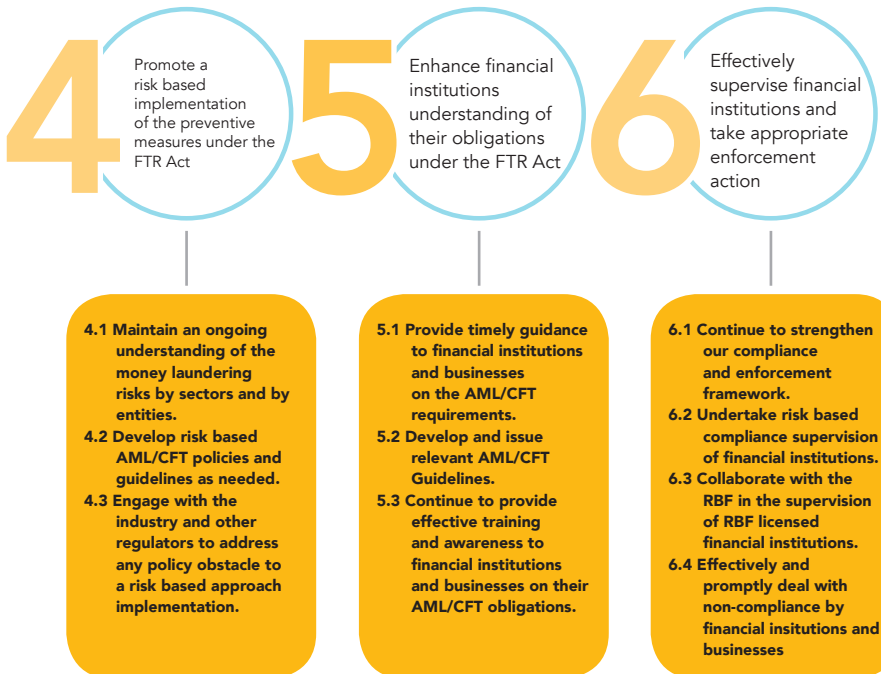 4
Promote a
risk based
implementation
of the preventive
measures under the
FTR Act
5
Enhance financial
institutions
understanding of
their obligations
under the FTR Act
6
Effectively
supervise financial
institutions and
take appropriate
enforcement
action
4.1 Maintain an ongoing
understanding of the
money laundering
risks by sectors and by
entities.
4.2 Develop risk based
AML/CFT policies and
guidelines as needed.
4.3 Engage with the
industry and other
regulators to address
any policy obstacle to
a risk based approach
implementation.
5.1 Provide timely guidance
to financial institutions
and businesses
on the AML/CFT
requirements.
5.2 Develop and issue
relevant AML/CFT
Guidelines.
5.3 Continue to provide
effective training
and awareness to
financial institutions
and businesses on their
AML/CFT obligations.
6.1 Continue to strengthen
our compliance
and enforcement
framework.
6.2 Undertake risk based
compliance supervision
of financial institutions.
6.3 Collaborate with the
RBF in the supervision
of RBF licensed
financial institutions.
6.4 Effectively and
promptly deal with
non-compliance by
financial insitutions and
businesses